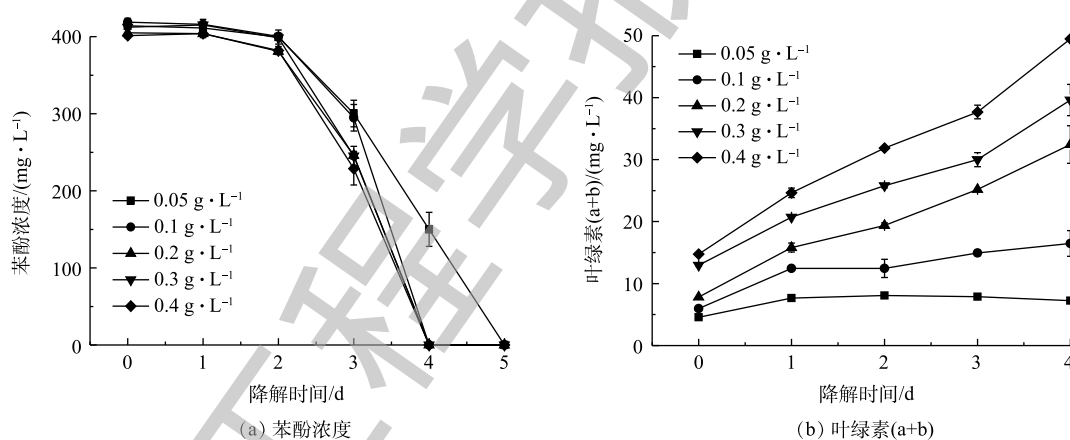 苯酚浓度/(mg·L⁻¹)
400
300
200
100
0
0.05 g·L⁻¹
0.1 g·L⁻¹
0.2 g·L⁻¹
0.3 g·L⁻¹
0.4 g·L⁻¹
0 1 2 3 4 5
降解时间/d
(a) 苯酚浓度
叶绿素(a+b)/(mg·L⁻¹)
50
40
30
20
10
0
0.05 g·L⁻¹
0.1 g·L⁻¹
0.2 g·L⁻¹
0.3 g·L⁻¹
0.4 g·L⁻¹
0 1 2 3 4
降解时间/d
(b) 叶绿素(a+b)
工程学报